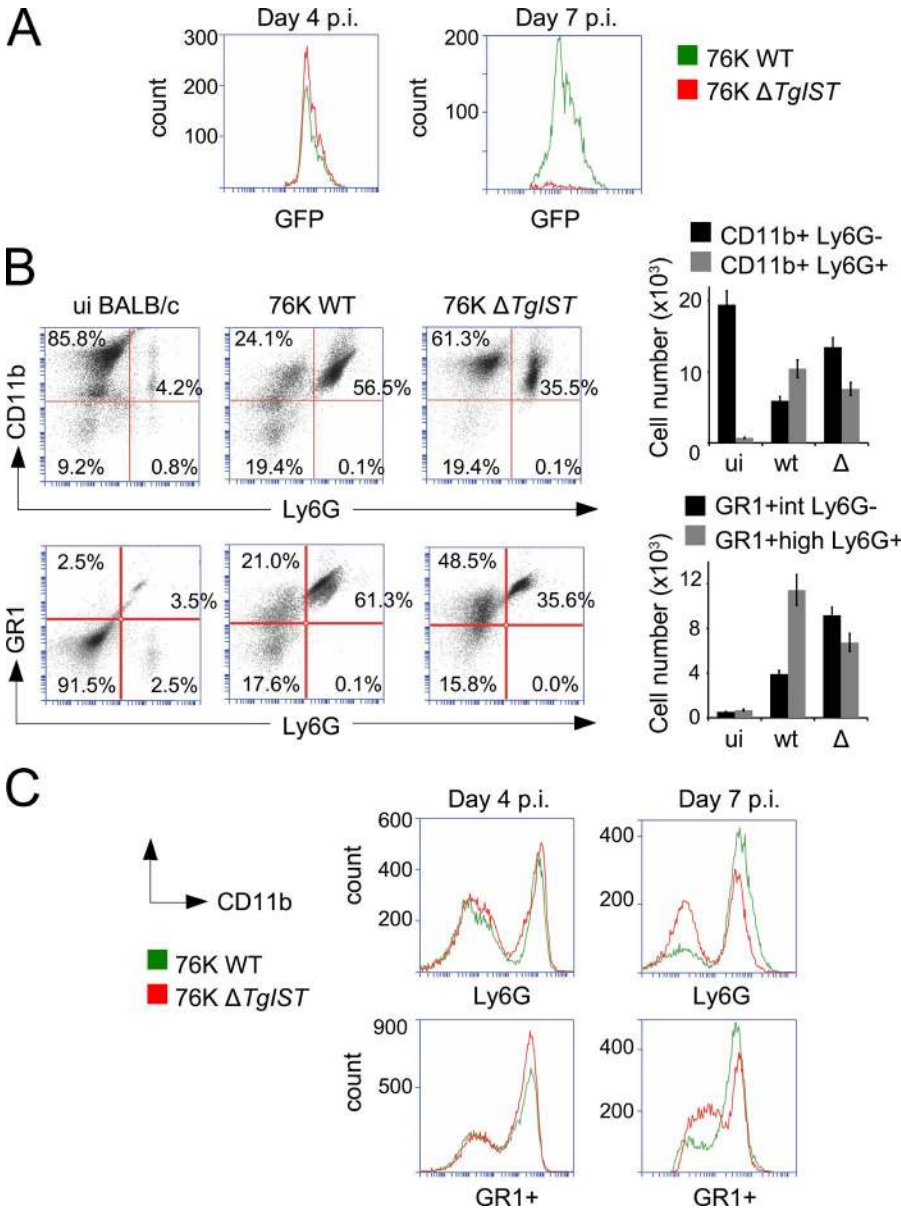 A
Day 4 p.i.
300
200
100
count
GFP
Day 7 p.i.
200
100
count
GFP
76K WT
76K ΔTgIST
B
ui BALB/c
76K WT
76K ΔTgIST
CD11b
85.8%
4.2%
9.2%
0.8%
24.1%
56.5%
19.4%
0.1%
61.3%
35.5%
19.4%
0.1%
Ly6G
CD11b+ Ly6G-
CD11b+ Ly6G+
Cell number (x10³)
20
10
0
ui wt Δ
GR1
2.5%
3.5%
91.5%
2.5%
21.0%
61.3%
17.6%
0.1%
48.5%
35.6%
15.8%
0.0%
Ly6G
GR1+int Ly6G-
GR1+high Ly6G+
Cell number (x10³)
12
8
4
0
ui wt Δ
C
CD11b
76K WT
76K ΔTgIST
Day 4 p.i.
600
400
200
count
Ly6G
Day 7 p.i.
400
200
Ly6G
900
500
count
GR1+
400
200
GR1+